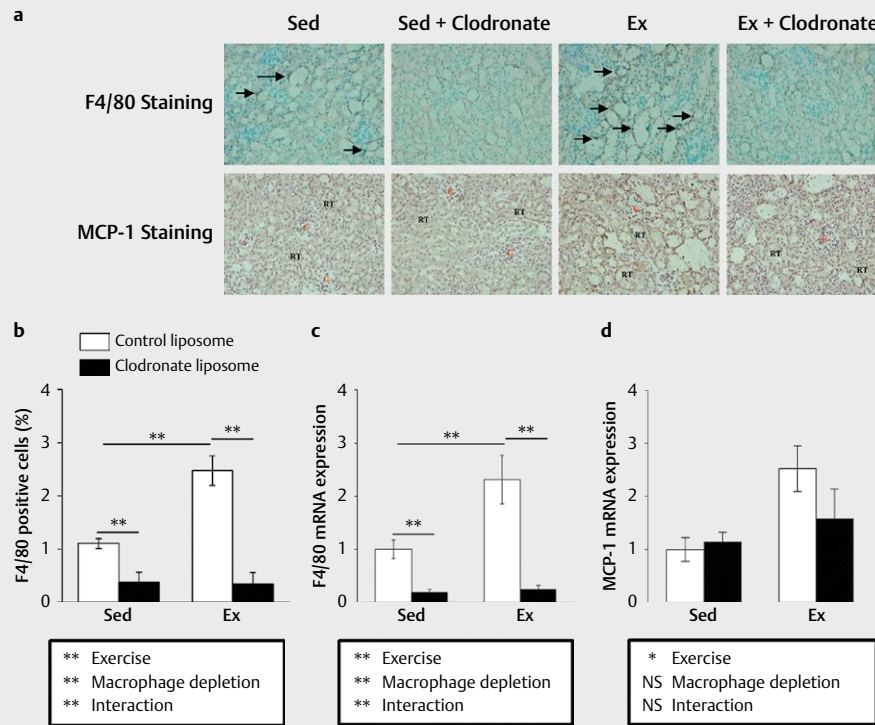 a
Sed Sed + Clodronate Ex Ex + Clodronate
F4/80 Staining
MCP-1 Staining
RT
RT
RT
RT
RT
RT
RT
RT
RT
b
Control liposome
Clodronate liposome
F4/80 positive cells (%)
4
3
2
1
0
**
**
**
Sed Ex
** Exercise
** Macrophage depletion
** Interaction
c
F4/80 mRNA expression
4
3
2
1
0
**
**
**
Sed Ex
** Exercise
** Macrophage depletion
** Interaction
d
MCP-1 mRNA expression
4
3
2
1
0
Sed Ex
* Exercise
NS Macrophage depletion
NS Interaction